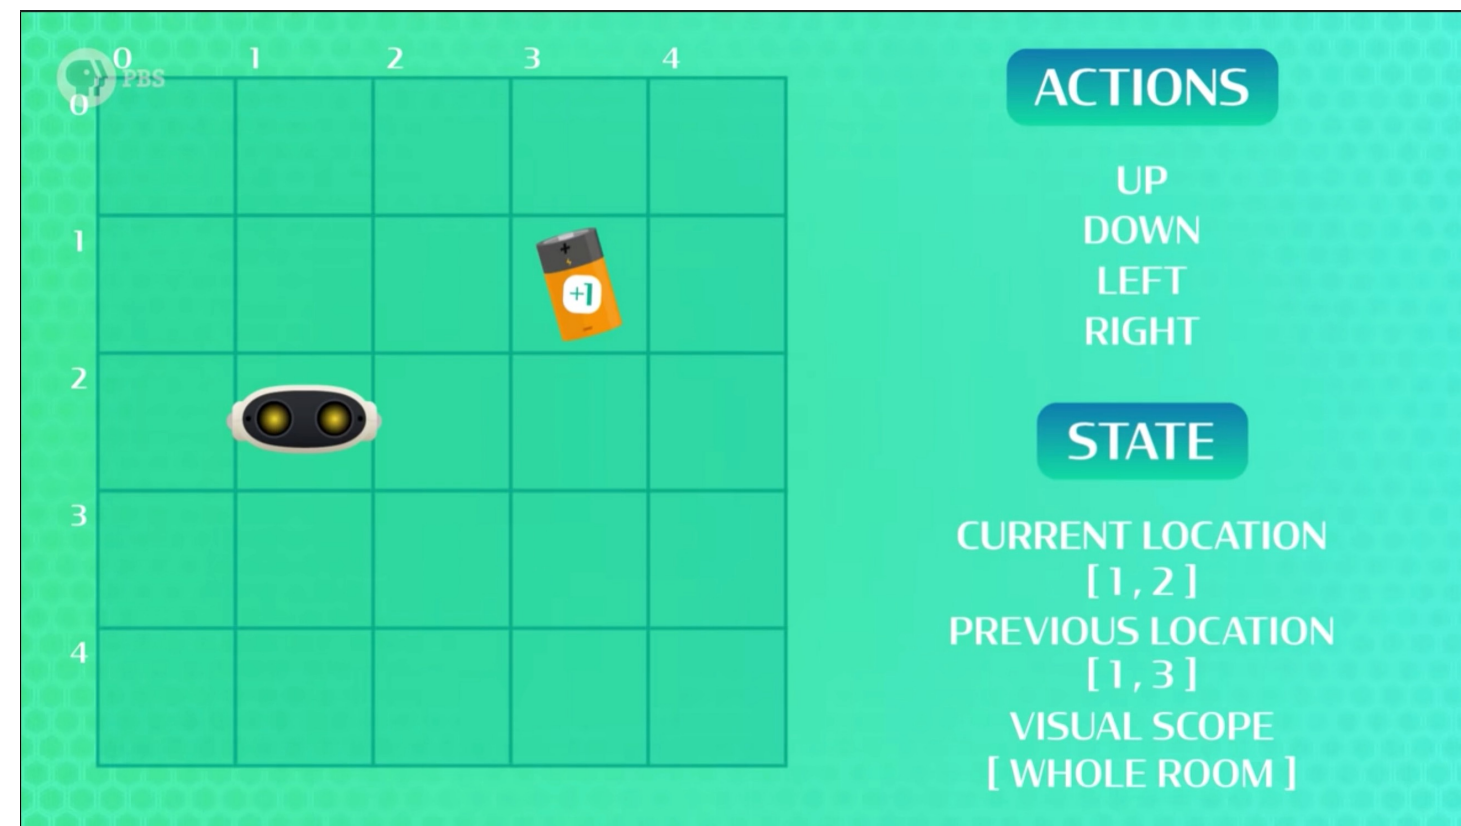 0 1 2 3 4
PBS
0
1
+
+1
2
3
4
ACTIONS
UP
DOWN
LEFT
RIGHT
STATE
CURRENT LOCATION
[ 1 , 2 ]
PREVIOUS LOCATION
[ 1 , 3 ]
VISUAL SCOPE
[ WHOLE ROOM ]